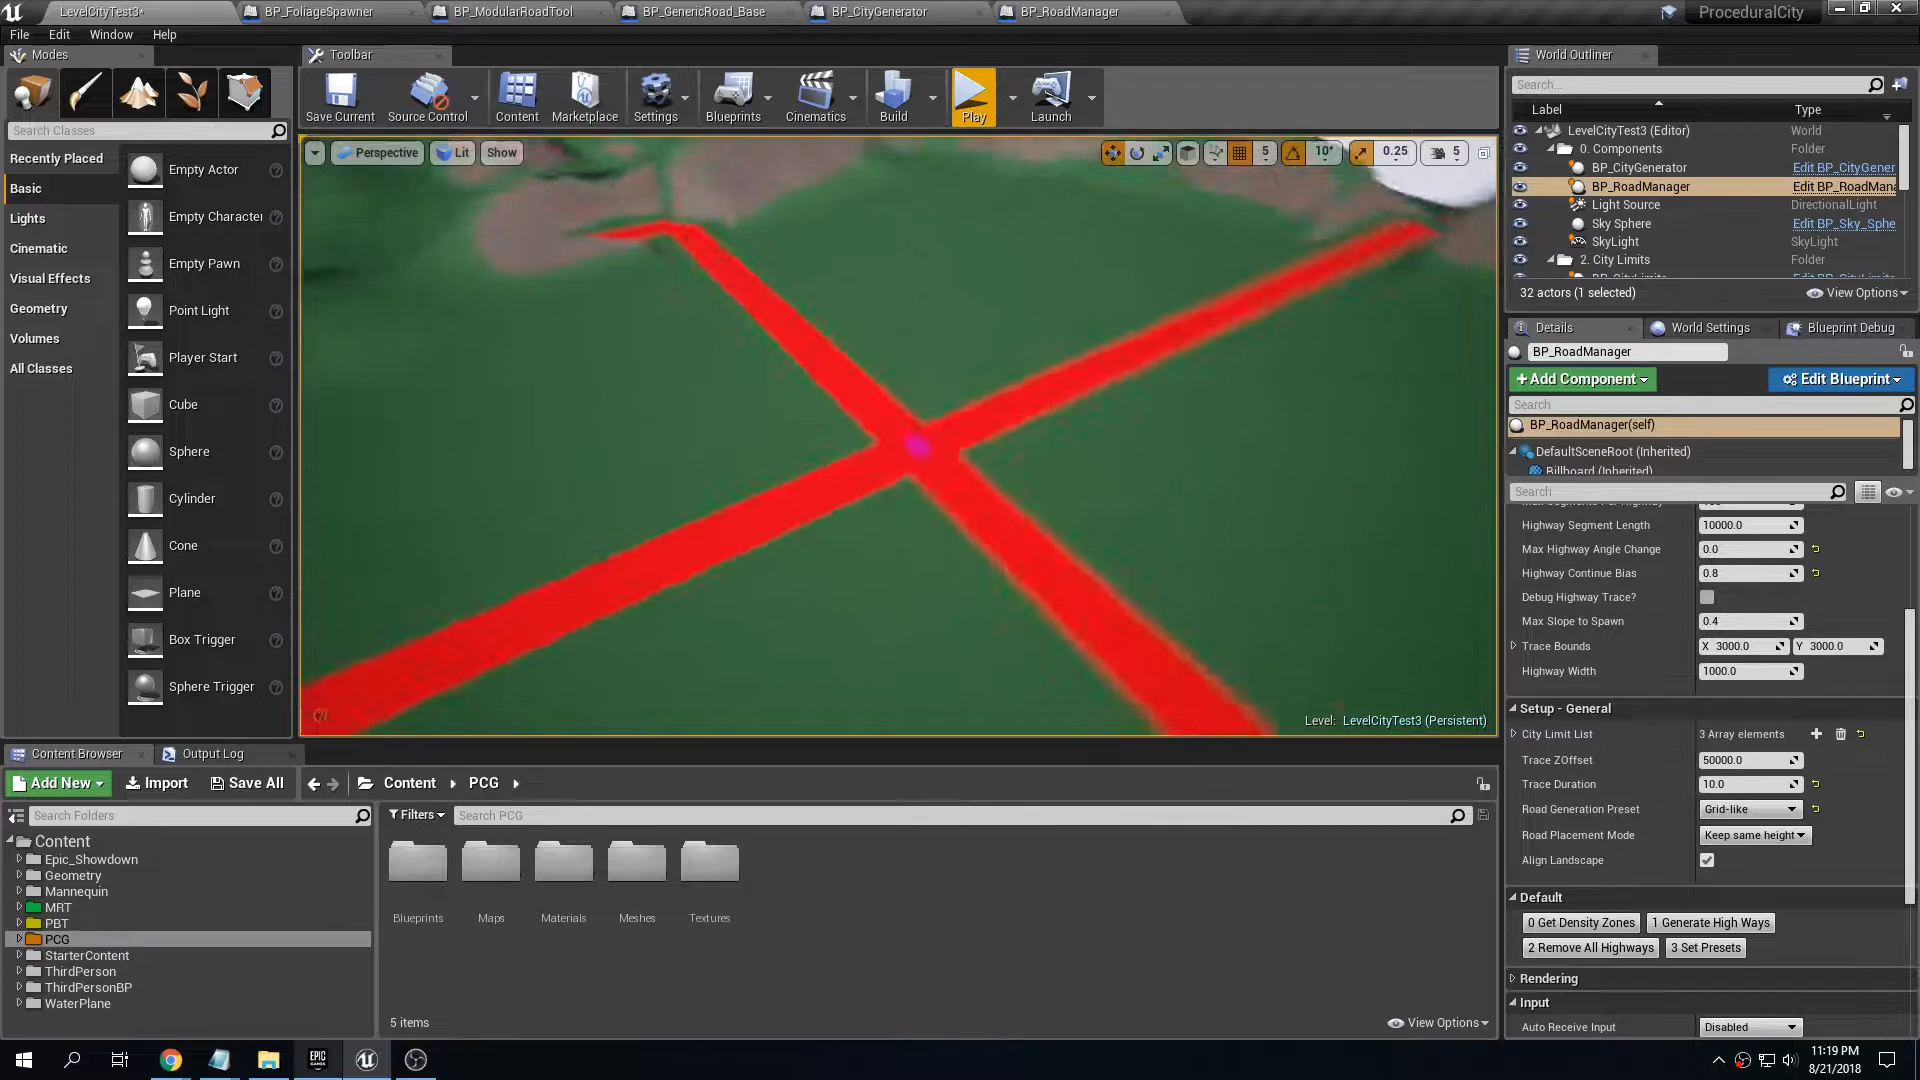 LevelCityTest3*
BP_FoliageSpawner
BP_ModularRoadTool
BP_GenericRoad_Base
BP_CityGenerator
BP_RoadManager
ProceduralCity
File Edit Window Help
Modes
Toolbar
World Outliner
Search Classes
Recently Placed
Basic
Lights
Cinematic
Visual Effects
Geometry
Volumes
All Classes
Empty Actor
Empty Character
Empty Pawn
Point Light
Player Start
Cube
Sphere
Cylinder
Cone
Plane
Box Trigger
Sphere Trigger
Save Current
Source Control
Content
Marketplace
Settings
Blueprints
Cinematics
Build
Play
Launch
Perspective
Lit
Show
5
10°
0.25
5
Level: LevelCityTest3 (Persistent)
Search...
Label Type
LevelCityTest3 (Editor) World
0. Components Folder
BP_CityGenerator Edit BP_CityGener
BP_RoadManager Edit BP_RoadMana
Light Source DirectionalLight
Sky Sphere Edit BP_Sky_Sphe
SkyLight SkyLight
2. City Limits Folder
BP_CityLimits Edit BP_CityLimits
32 actors (1 selected) View Options
Details
World Settings
Blueprint Debug
BP_RoadManager
+Add Component
Edit Blueprint
Search
BP_RoadManager(self)
DefaultSceneRoot (Inherited)
Billboard (Inherited)
Search
Highway Segment Length 10000.0
Max Highway Angle Change 0.0
Highway Continue Bias 0.8
Debug Highway Trace?
Max Slope to Spawn 0.4
Trace Bounds X 3000.0 Y 3000.0
Highway Width 1000.0
Setup - General
City Limit List 3 Array elements
Trace ZOffset 50000.0
Trace Duration 10.0
Road Generation Preset Grid-like
Road Placement Mode Keep same height
Align Landscape
Default
0 Get Density Zones 1 Generate High Ways
2 Remove All Highways 3 Set Presets
Rendering
Input
Auto Receive Input Disabled
Content Browser
Output Log
Add New
Import
Save All
Content
PCG
Search Folders
Filters
Search PCG
Content
Epic_Showdown
Geometry
Mannequin
MRT
PBT
PCG
StarterContent
ThirdPerson
ThirdPersonBP
WaterPlane
Blueprints
Maps
Materials
Meshes
Textures
5 items
View Options
EPIC
GAMES
11:19 PM
8/21/2018